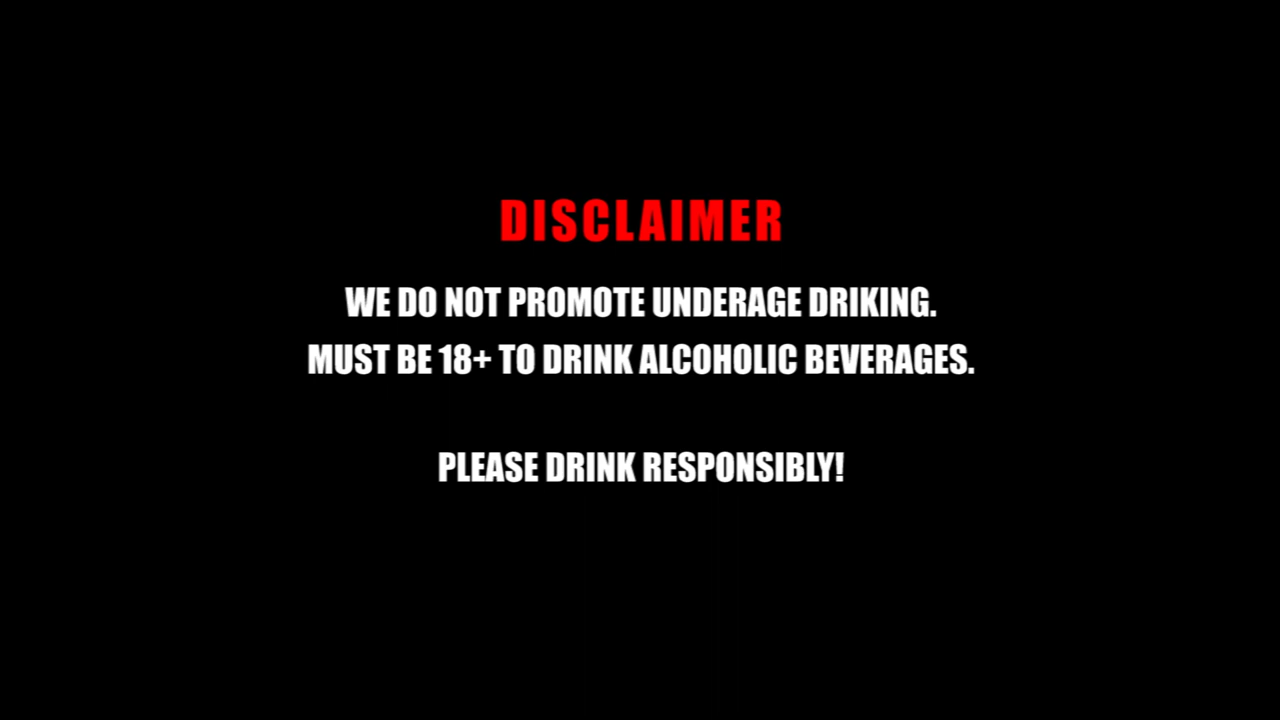 DISCLAIMER
WE DO NOT PROMOTE UNDERAGE DRIKING.
MUST BE 18+ TO DRINK ALCOHOLIC BEVERAGES.
PLEASE DRINK RESPONSIBLY!